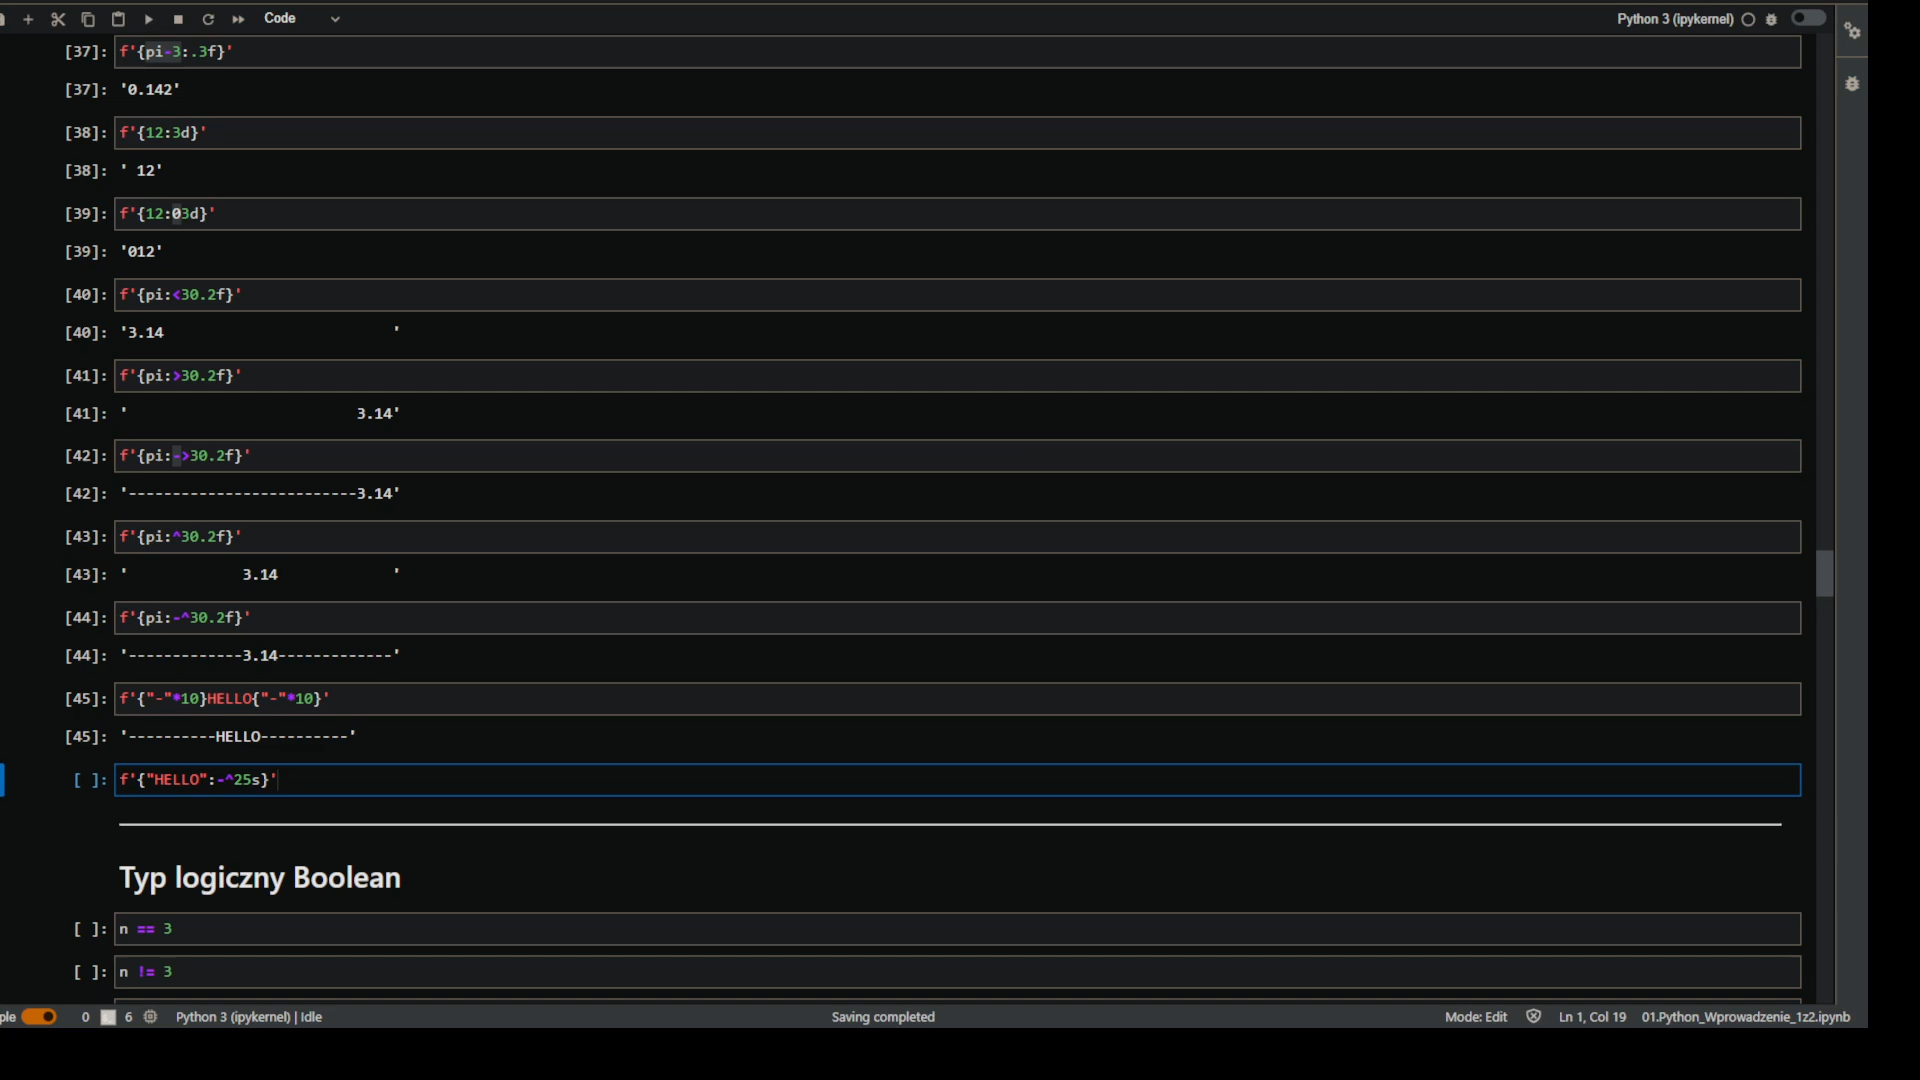 Code
Python 3 (ipykernel)
[37]: f'{pi-3:.3f}'
[37]: '0.142'
[38]: f'{12:3d}'
[38]: ' 12'
[39]: f'{12:03d}'
[39]: '012'
[40]: f'{pi:<30.2f}'
[40]: '3.14                          '
[41]: f'{pi:>30.2f}'
[41]: '                          3.14'
[42]: f'{pi:->30.2f}'
[42]: '--------------------------3.14'
[43]: f'{pi:^30.2f}'
[43]: '             3.14             '
[44]: f'{pi:-^30.2f}'
[44]: '-------------3.14-------------'
[45]: f'{"-"*10}HELLO{"-"*10}'
[45]: '----------HELLO----------'
[ ]: f'{"HELLO":-^25s}'
Typ logiczny Boolean
[ ]: n == 3
[ ]: n != 3
ple 0 6 Python 3 (ipykernel) | Idle Saving completed Mode: Edit Ln 1, Col 19 01.Python_Wprowadzenie_1z2.ipynb